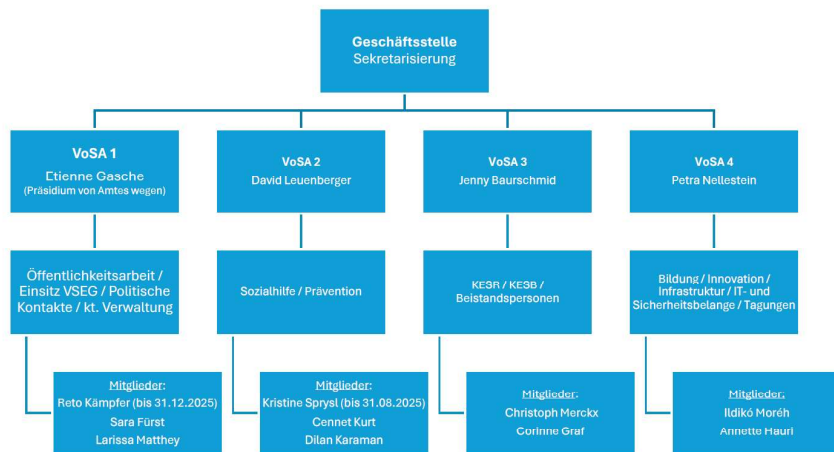 Geschäftsstelle
Sekretarisierung
VoSA 1
Etienne Gasche
(Präsidium von Amtes wegen)
VoSA 2
David Leuenberger
VoSA 3
Jenny Baurschmid
VoSA 4
Petra Nellestein
Öffentlichkeitsarbeit /
Einsitz VSEG / Politische
Kontakte / kt. Verwaltung
Sozialhilfe / Prävention
KESR / KESB /
Beistandspersonen
Bildung / Innovation /
Infrastruktur / IT- und
Sicherheitsbelange / Tagungen
Mitglieder:
Reto Kämpfer (bis 31.12.2025)
Sara Fürst
Larissa Matthey
Mitglieder:
Kristine Sprysl (bis 31.08.2025)
Cennet Kurt
Dilan Karaman
Mitglieder:
Christoph Merckx
Corinne Graf
Mitglieder:
Ildikó Moréh
Annette Hauri